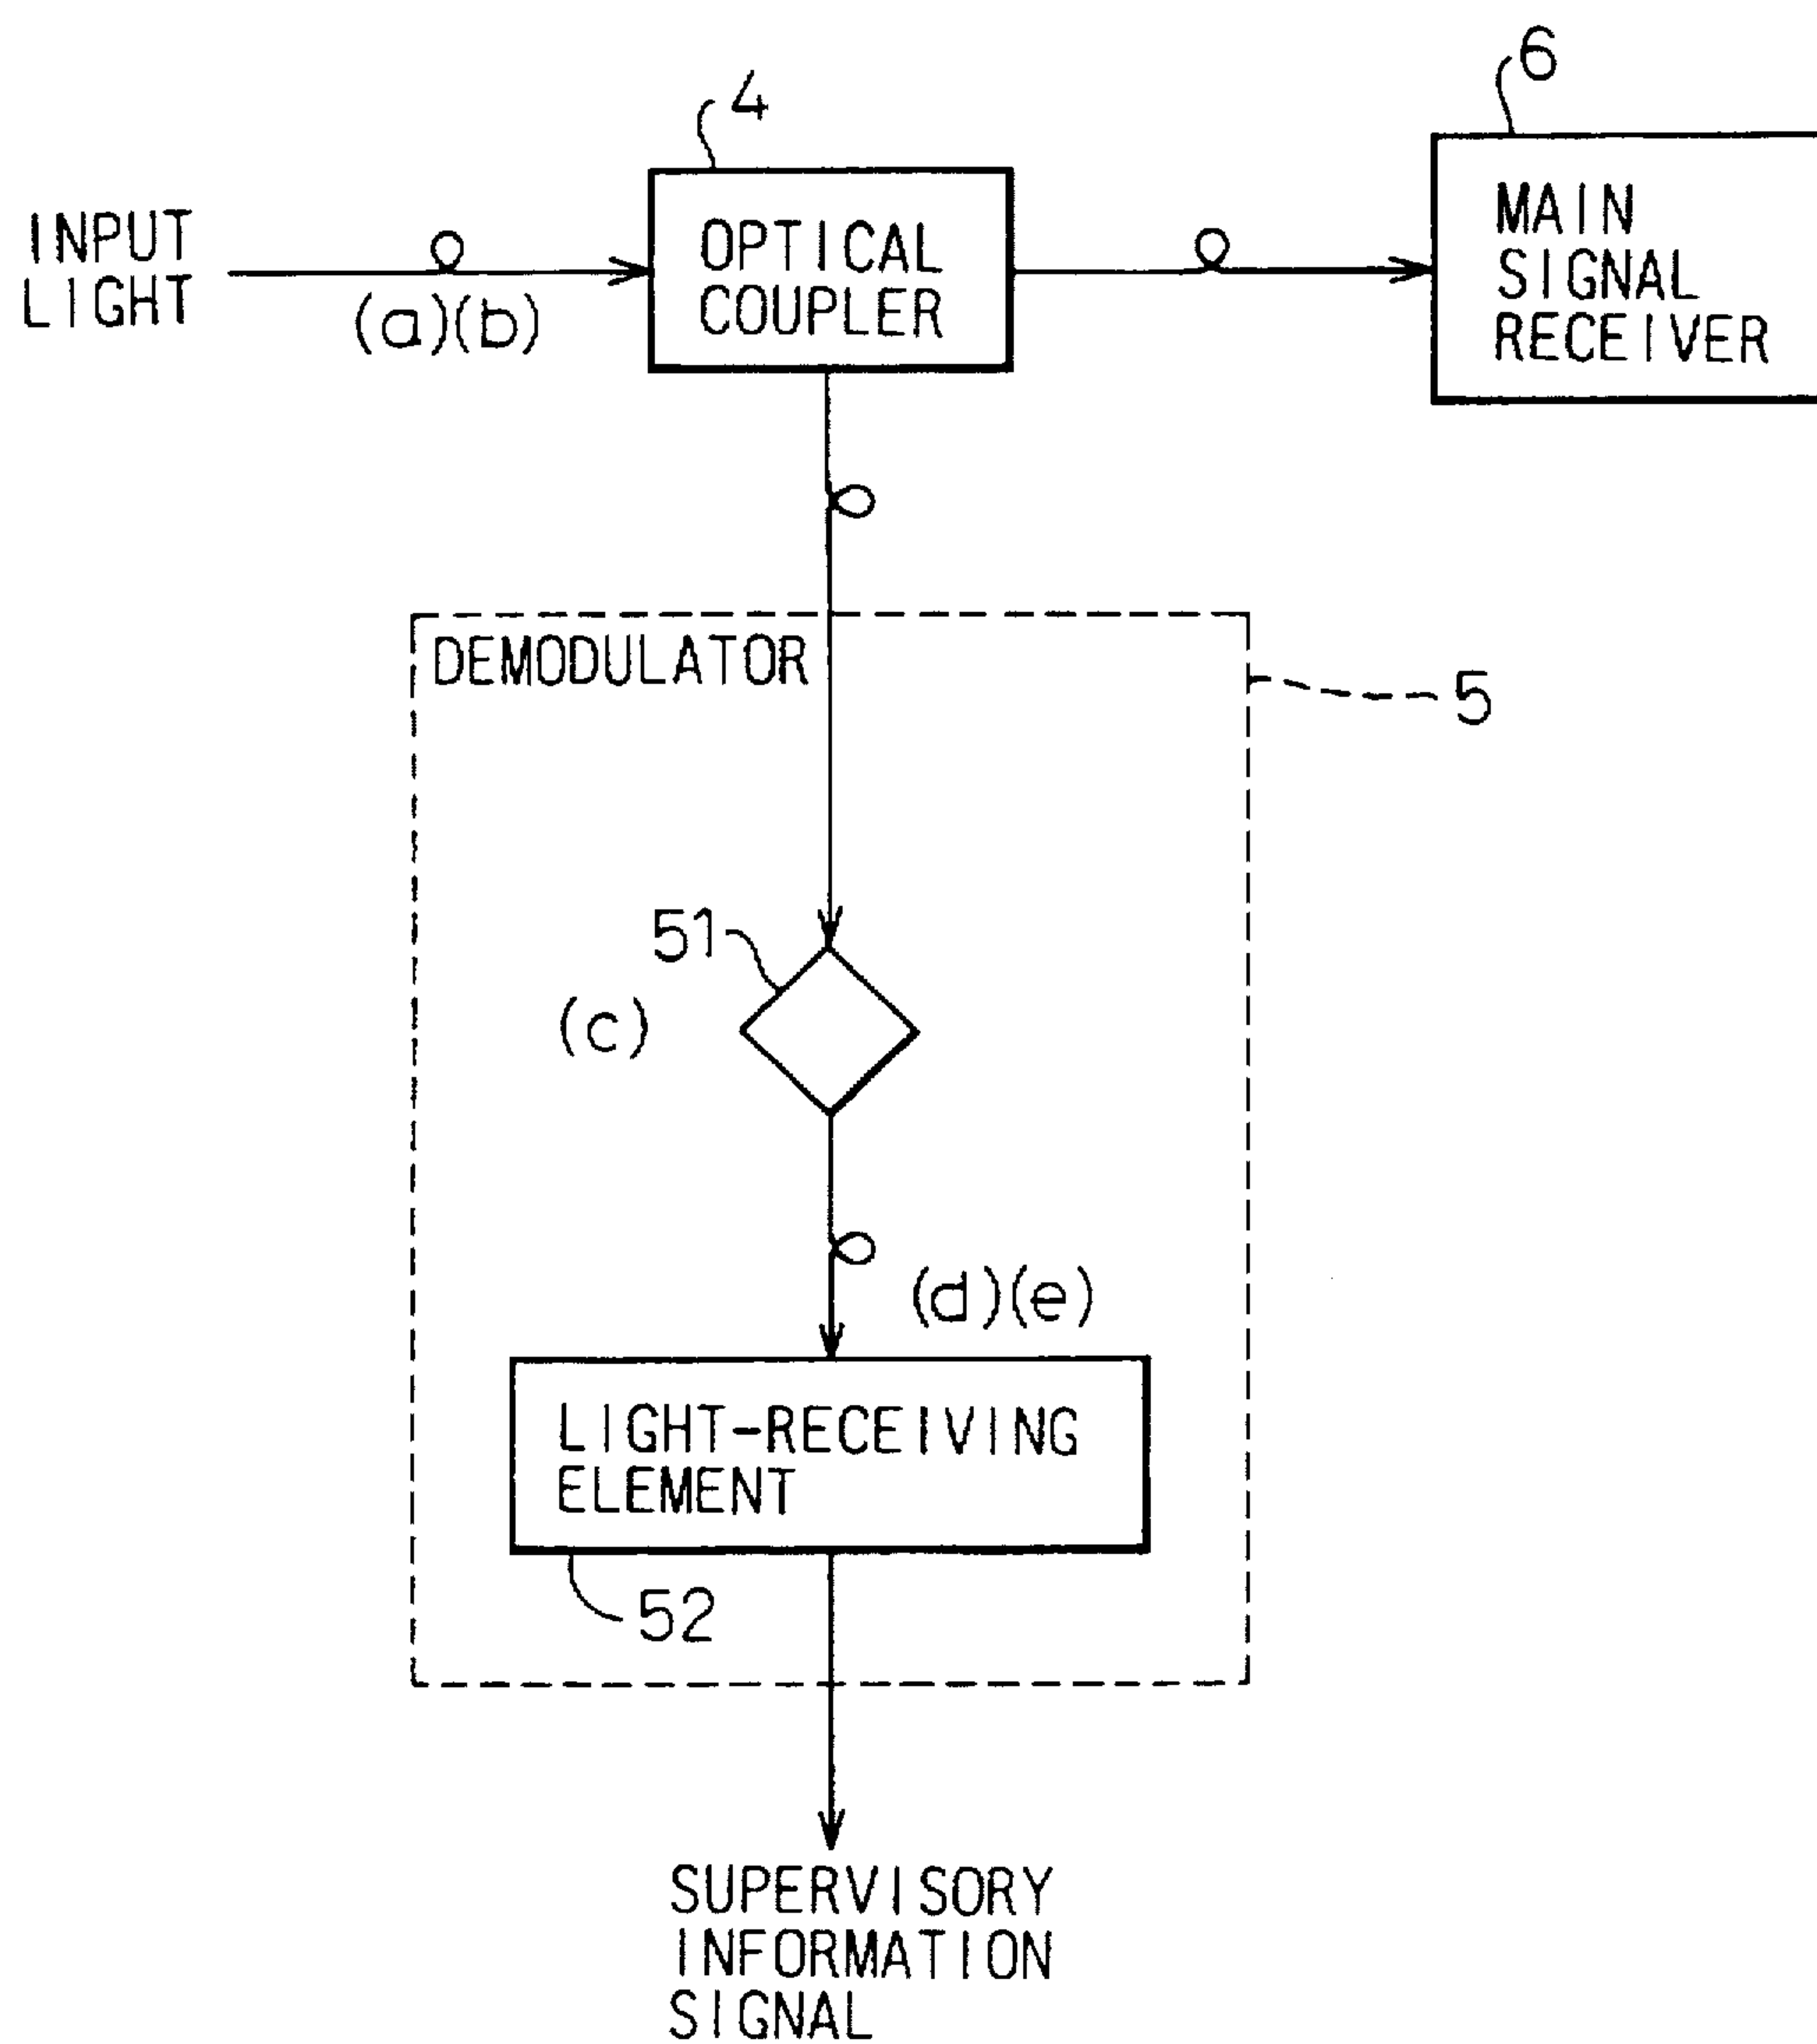 4
6
INPUT
LIGHT
(a)(b)
OPTICAL
COUPLER
MAIN
SIGNAL
RECEIVER
DEMODULATOR
5
51
(c)
(d)(e)
LIGHT-RECEIVING
ELEMENT
52
SUPERVISORY
INFORMATION
SIGNAL